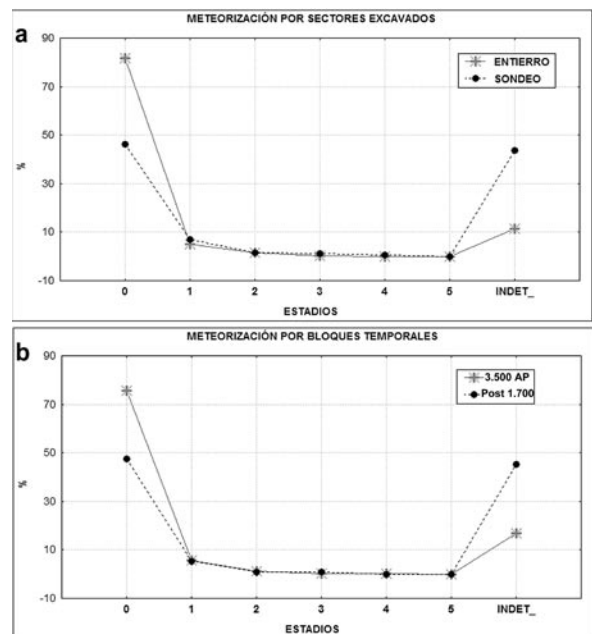 METEORIZACIÓN POR SECTORES EXCAVADOS
a
90
70
50
30
10
-10
%
ENTIERRO
SONDEO
0 1 2 3 4 5 INDET_
ESTADIOS
METEORIZACIÓN POR BLOQUES TEMPORALES
b
90
70
50
30
10
-10
%
3.500 AP
Post 1.700
0 1 2 3 4 5 INDET_
ESTADIOS